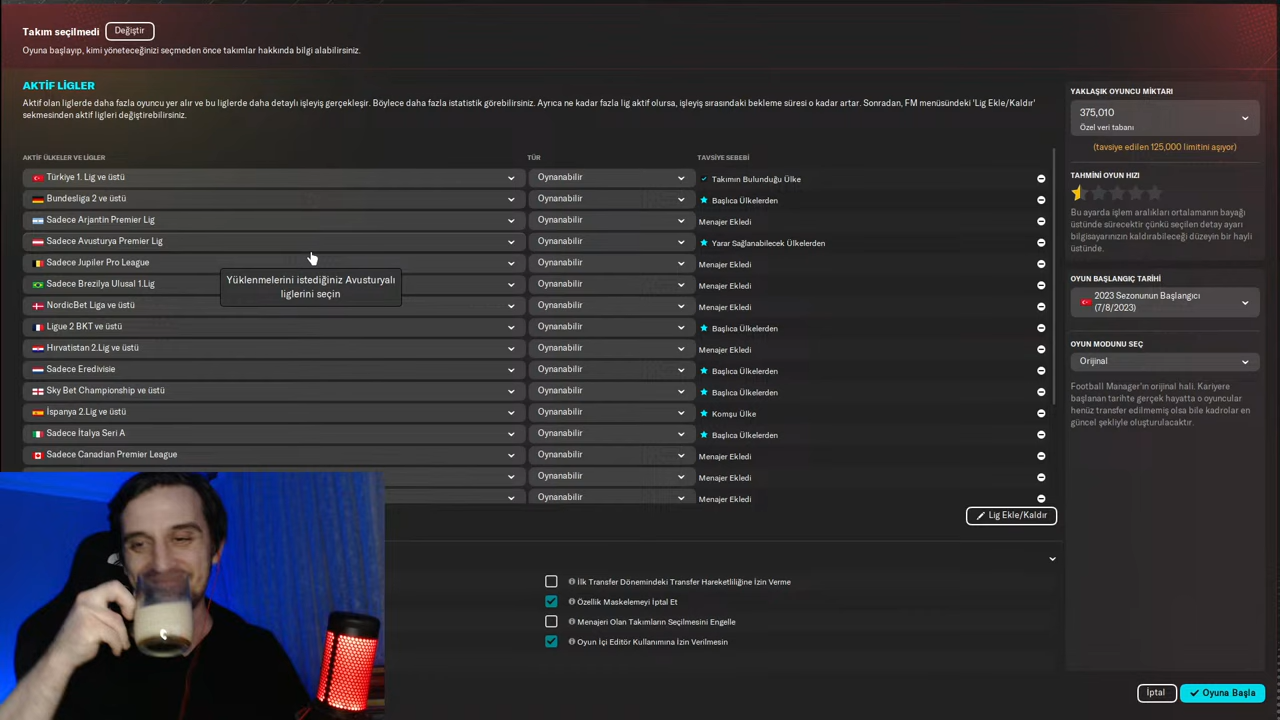 Takım seçilmedi
Değiştir
Oyuna başlayıp, kimi yöneteceğinizi seçmeden önce takımlar hakkında bilgi alabilirsiniz.
AKTİF LİGLER
Aktif olan liglerde daha fazla oyuncu yer alır ve bu liglerde daha detaylı işleyiş gerçekleşir. Böylece daha fazla istatistik görebilirsiniz. Ayrıca ne kadar fazla lig aktif olursa, işleyiş sırasındaki bekleme süresi o kadar artar. Sonradan, FM menüsündeki 'Lig Ekle/Kaldır'
sekmesinden aktif ligleri değiştirebilirsiniz.
AKTİF ÜLKELER VE LİGLER TÜR TAVSİYE SEBEBİ
Türkiye 1. Lig ve üstü Oynanabilir Takımın Bulunduğu Ülke
Bundesliga 2 ve üstü Oynanabilir Başlıca Ülkelerden
Sadece Arjantin Premier Lig Oynanabilir Menajer Ekledi
Sadece Avusturya Premier Lig Oynanabilir Yarar Sağlanabilecek Ülkelerden
Sadece Jupiler Pro League Oynanabilir Menajer Ekledi
Sadece Brezilya Ulusal 1.Lig Oynanabilir Menajer Ekledi
NordicBet Liga ve üstü Oynanabilir Menajer Ekledi
Ligue 2 BKT ve üstü Oynanabilir Başlıca Ülkelerden
Hırvatistan 2.Lig ve üstü Oynanabilir Menajer Ekledi
Sadece Eredivisie Oynanabilir Başlıca Ülkelerden
Sky Bet Championship ve üstü Oynanabilir Başlıca Ülkelerden
İspanya 2.Lig ve üstü Oynanabilir Komşu Ülke
Sadece İtalya Seri A Oynanabilir Başlıca Ülkelerden
Sadece Canadian Premier League Oynanabilir Menajer Ekledi
Oynanabilir Menajer Ekledi
Oynanabilir Menajer Ekledi
Yüklenmelerini istediğiniz Avusturyalı
liglerini seçin
Lig Ekle/Kaldır
İlk Transfer Dönemindeki Transfer Hareketliliğine İzin Verme
Özellik Maskelemeyi İptal Et
Menajeri Olan Takımların Seçilmesini Engelle
Oyun İçi Editör Kullanımına İzin Verilmesin
YAKLAŞIK OYUNCU MİKTARI
375,010
Özel veri tabanı
(tavsiye edilen 125,000 limitini aşıyor)
TAHMİNİ OYUN HIZI
Bu ayarda işlem aralıkları ortalamanın bayağı
üstünde sürecektir çünkü seçilen detay ayarı
bilgisayarınızın kaldırabileceği düzeyin bir hayli
üstünde.
OYUN BAŞLANGIÇ TARİHİ
2023 Sezonunun Başlangıcı
(7/8/2023)
OYUN MODUNU SEÇ
Orijinal
Football Manager'ın orijinal hali. Kariyere
başlanan tarihte gerçek hayatta o oyuncular
henüz transfer edilmemiş olsa bile kadrolar en
güncel şekliyle oluşturulacaktır.
İptal
Oyuna Başla